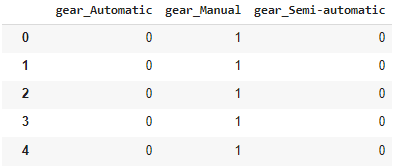 gear_Automatic gear_Manual gear_Semi-automatic
0 0 1 0
1 0 1 0
2 0 1 0
3 0 1 0
4 0 1 0